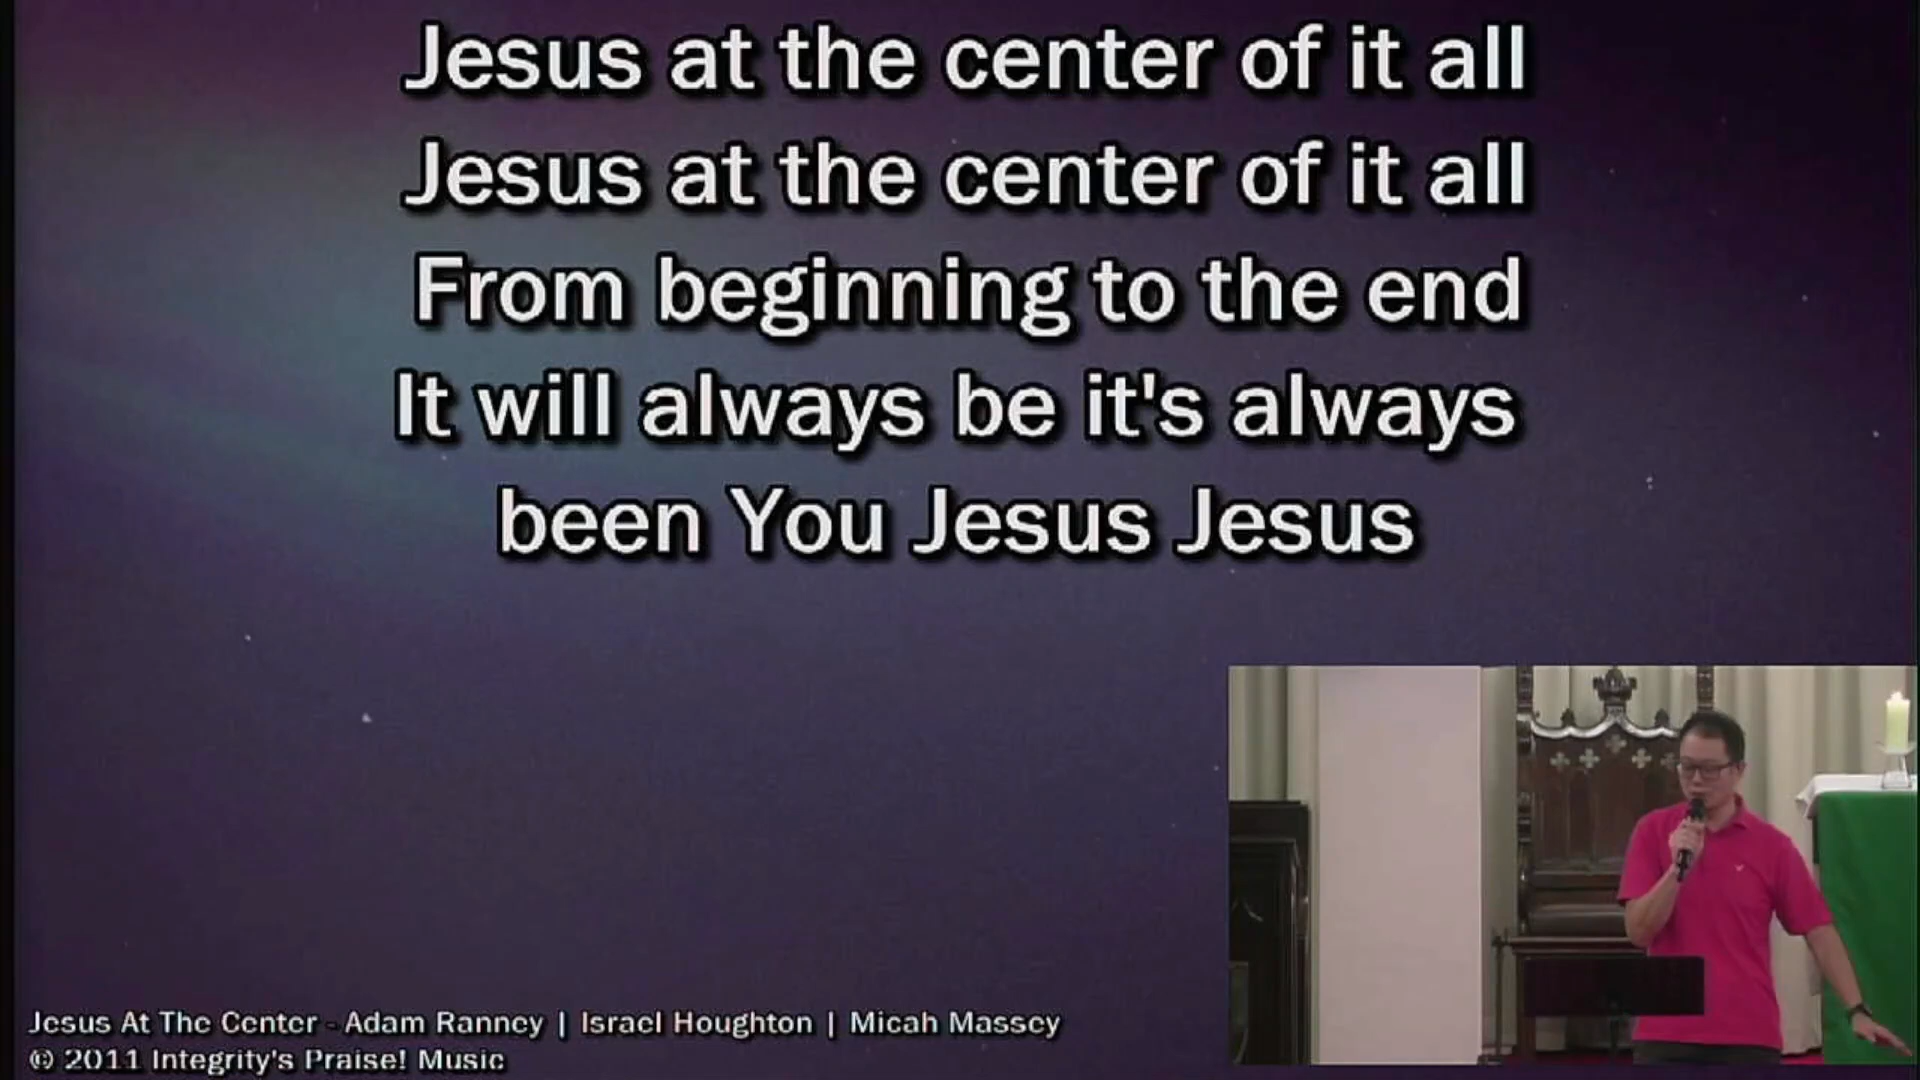 Jesus at the center of it all
Jesus at the center of it all
From beginning to the end
It will always be it's always
been You Jesus Jesus
Jesus At The Center - Adam Ranney | Israel Houghton | Micah Massey
© 2011 Integrity's Praise! Music